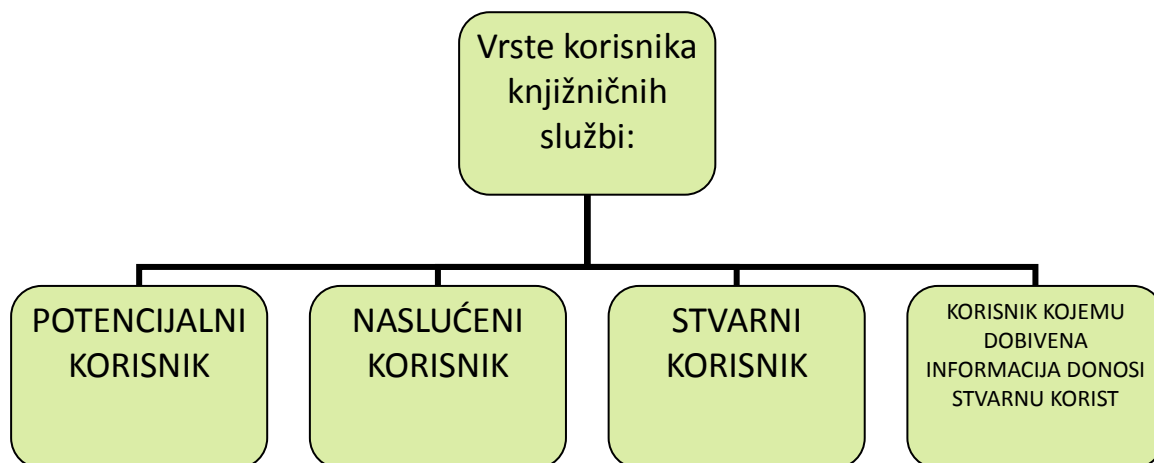 Vrste korisnika
knjižničnih
službi:
POTENCIJALNI
KORISNIK
NASLUĆENI
KORISNIK
STVARNI
KORISNIK
KORISNIK KOJEMU
DOBIVENA
INFORMACIJA DONOSI
STVARNU KORIST